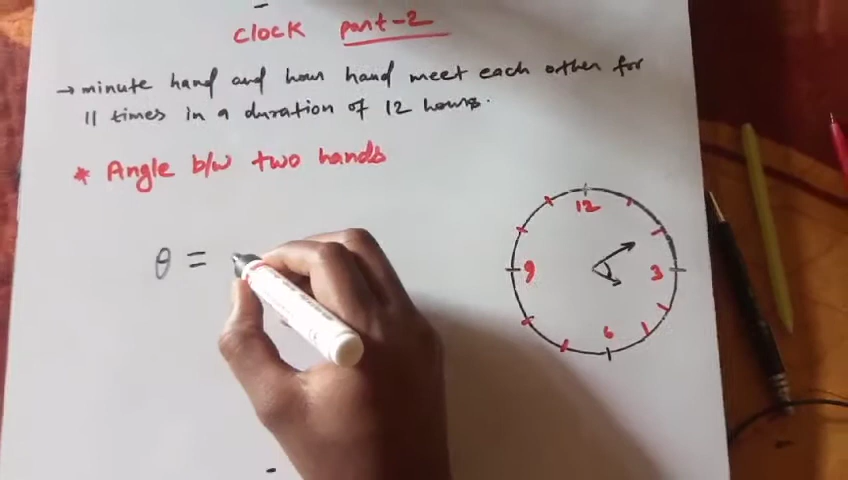 clock part-2
→ minute hand and hour hand meet each other for
11 times in a duration of 12 hours.
* Angle b/w two hands
θ =
12
9
3
6